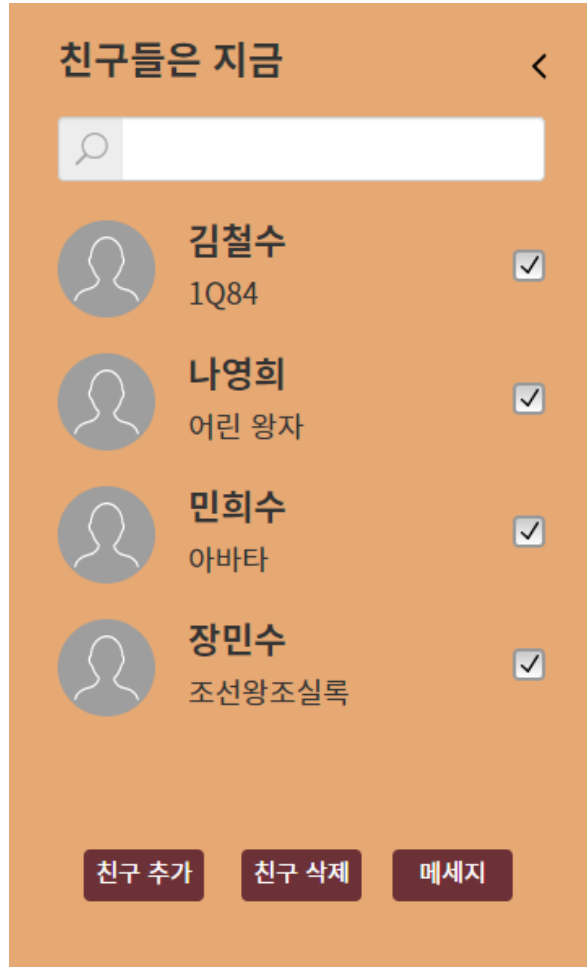 친구들은 지금
김철수
1Q84
나영희
어린 왕자
민희수
아바타
장민수
조선왕조실록
친구 추가 친구 삭제 메세지